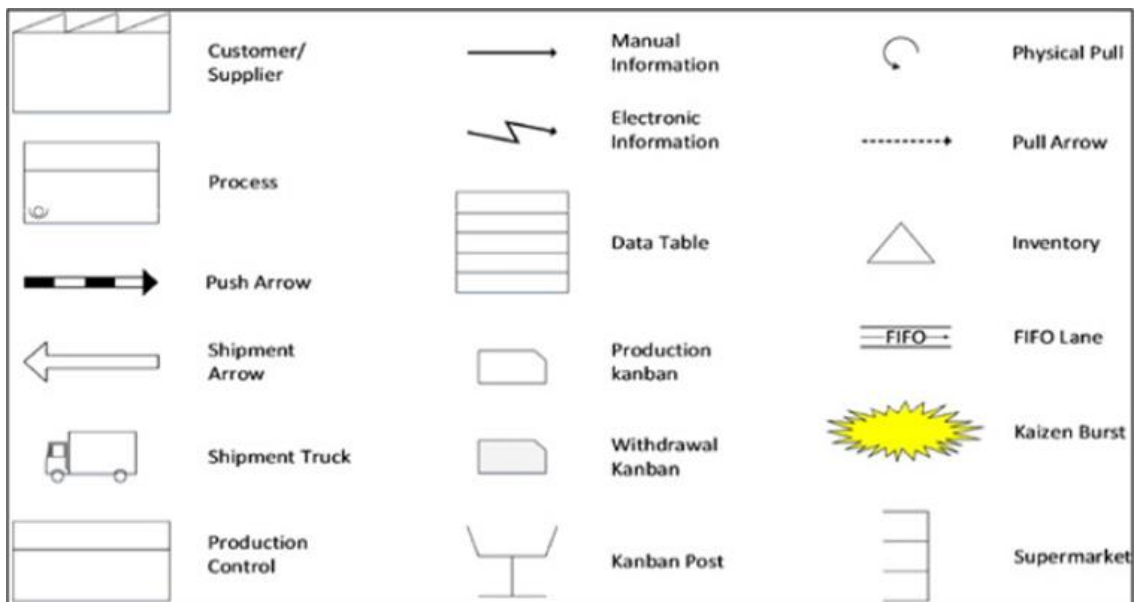 Customer/
Supplier
Process
Push Arrow
Shipment
Arrow
Shipment Truck
Production
Control
Manual
Information
Electronic
Information
Data Table
Production
kanban
Withdrawal
Kanban
Kanban Post
Physical Pull
Pull Arrow
Inventory
FIFO
FIFO Lane
Kaizen Burst
Supermarket